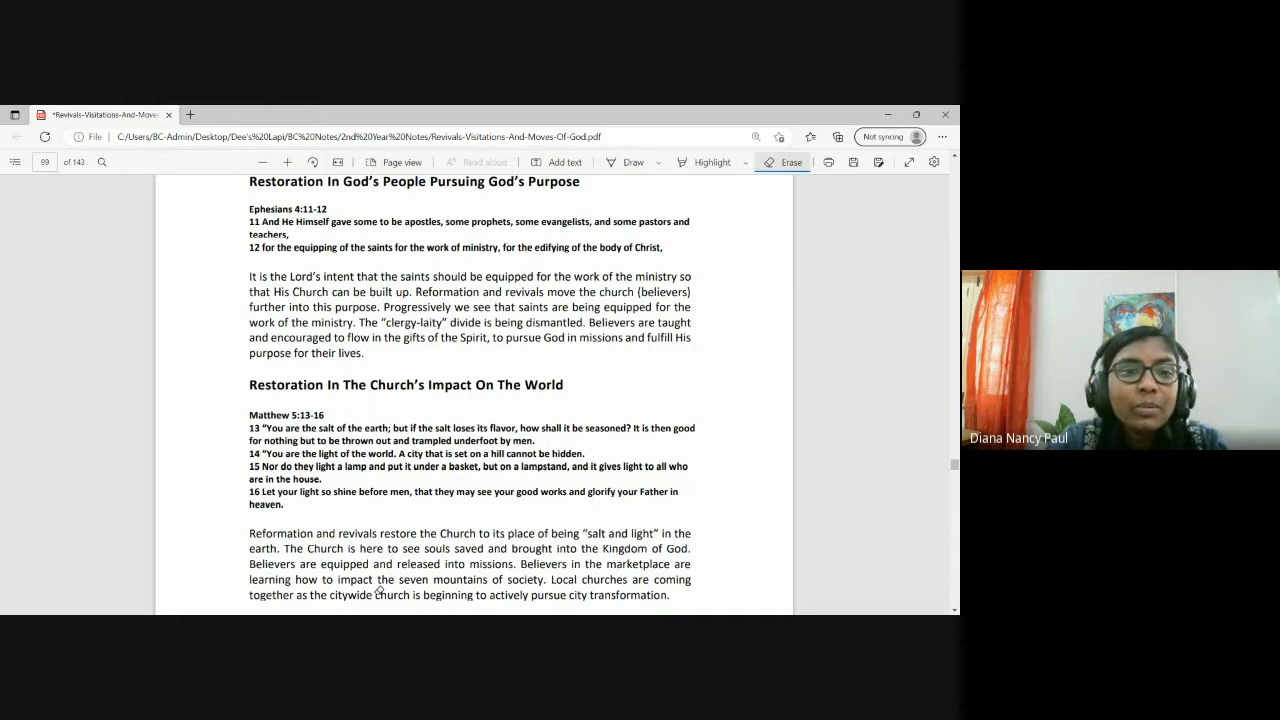 *Revivals-Visitations-And-Moves
File
C:/Users/BC-Admin/Desktop/Dee's%20Lapi/BC%20Notes/2nd%20Year%20Notes/Revivals-Visitations-And-Moves-Of-God.pdf
Not syncing
99 of 143
Page view
Read aloud
Add text
Draw
Highlight
Erase
Restoration In God's People Pursuing God's Purpose
Ephesians 4:11-12
11 And He Himself gave some to be apostles, some prophets, some evangelists, and some pastors and
teachers,
12 for the equipping of the saints for the work of ministry, for the edifying of the body of Christ,
It is the Lord's intent that the saints should be equipped for the work of the ministry so
that His Church can be built up. Reformation and revivals move the church (believers)
further into this purpose. Progressively we see that saints are being equipped for the
work of the ministry. The “clergy-laity” divide is being dismantled. Believers are taught
and encouraged to flow in the gifts of the Spirit, to pursue God in missions and fulfill His
purpose for their lives.
Restoration In The Church's Impact On The World
Matthew 5:13-16
13 “You are the salt of the earth; but if the salt loses its flavor, how shall it be seasoned? It is then good
for nothing but to be thrown out and trampled underfoot by men.
14 “You are the light of the world. A city that is set on a hill cannot be hidden.
15 Nor do they light a lamp and put it under a basket, but on a lampstand, and it gives light to all who
are in the house.
16 Let your light so shine before men, that they may see your good works and glorify your Father in
heaven.
Reformation and revivals restore the Church to its place of being “salt and light” in the
earth. The Church is here to see souls saved and brought into the Kingdom of God.
Believers are equipped and released into missions. Believers in the marketplace are
learning how to impact the seven mountains of society. Local churches are coming
together as the citywide church is beginning to actively pursue city transformation.
Diana Nancy Paul